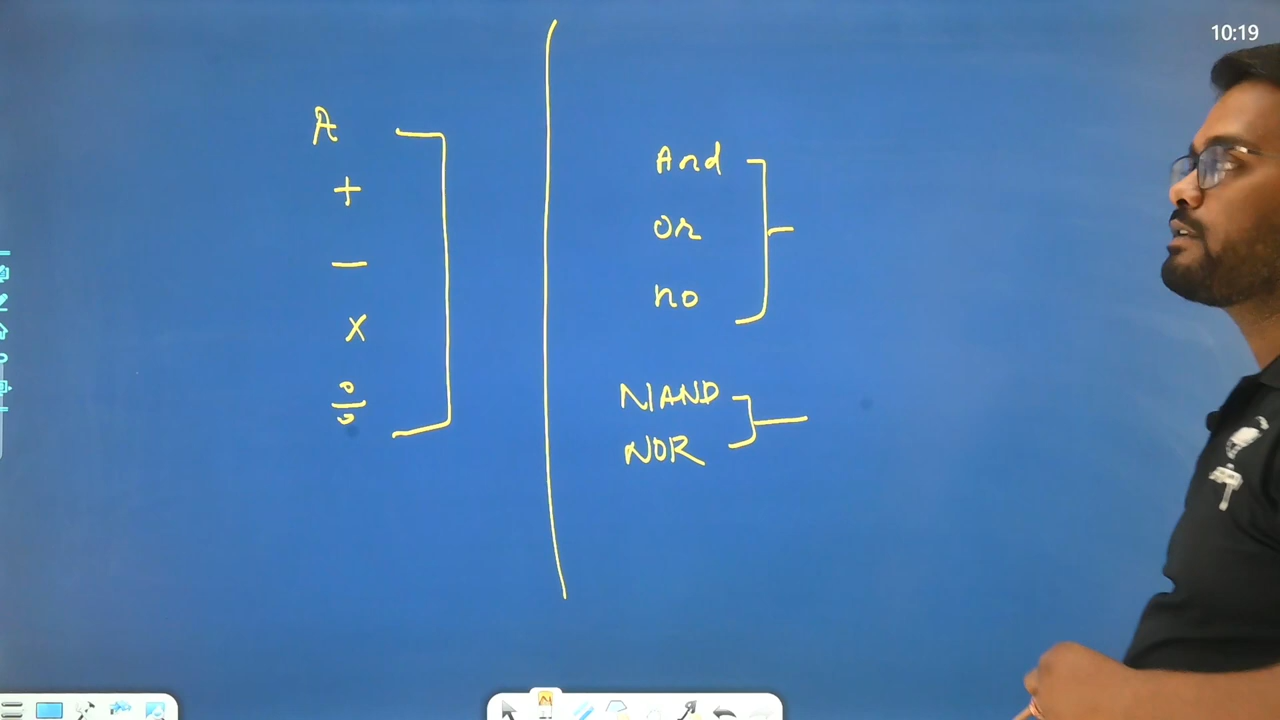 10:19
A
+
−
×
÷
And
or
no
NAND
NOR